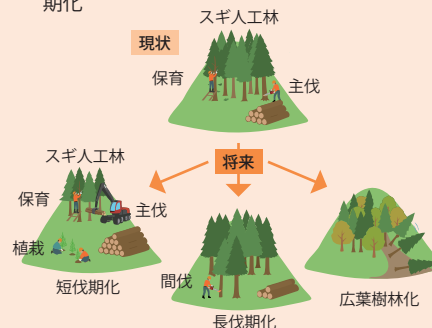 期化
スギ人工林
現状
保育
主伐
将来
スギ人工林
保育
主伐
植栽
短伐期化
間伐
長伐期化
広葉樹林化